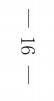 — 16 —